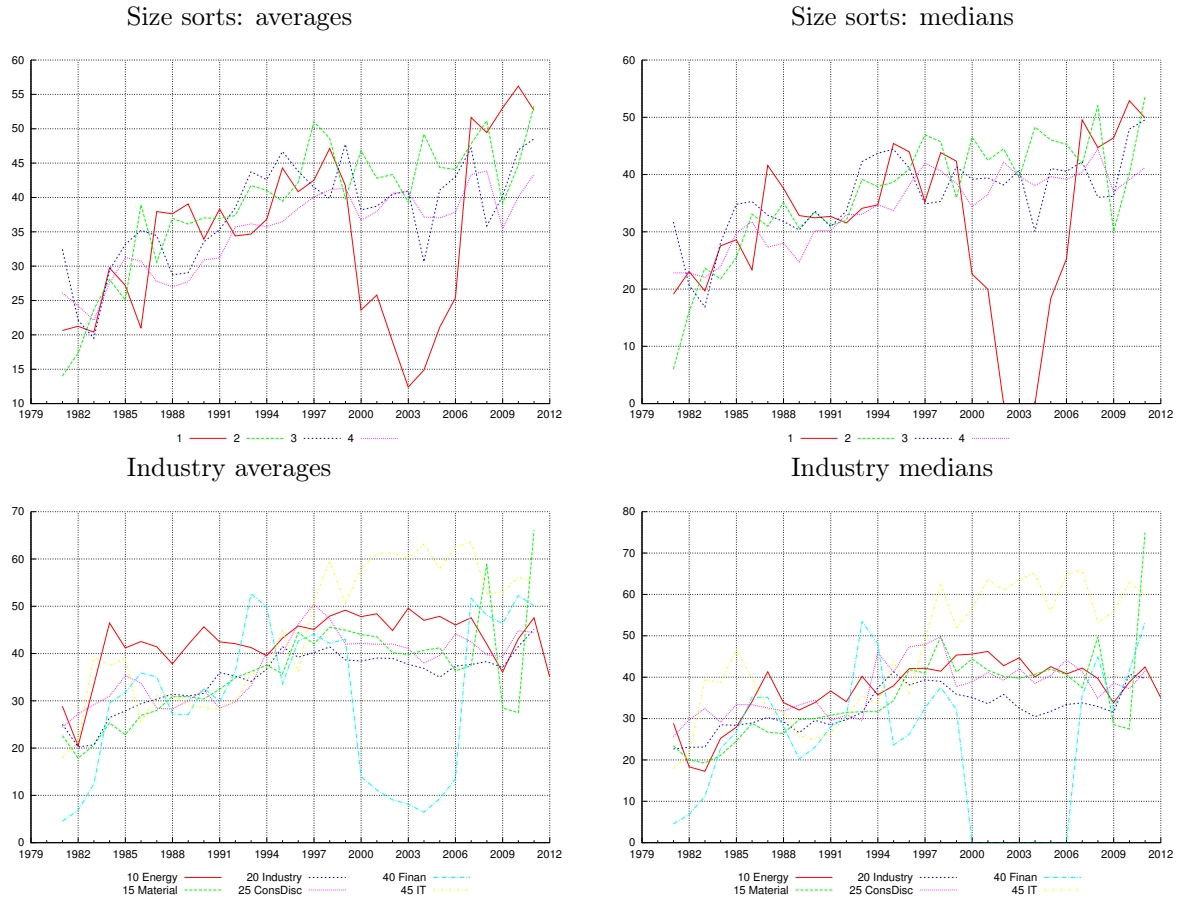 Size sorts: averages
60
55
50
45
40
35
30
25
20
15
10
1979 1982 1985 1988 1991 1994 1997 2000 2003 2006 2009 2012
1 2 3 4
Size sorts: medians
60
50
40
30
20
10
0
1979 1982 1985 1988 1991 1994 1997 2000 2003 2006 2009 2012
1 2 3 4
Industry averages
70
60
50
40
30
20
10
0
1979 1982 1985 1988 1991 1994 1997 2000 2003 2006 2009 2012
10 Energy 20 Industry 40 Finan
15 Material 25 ConsDisc 45 IT
Industry medians
80
70
60
50
40
30
20
10
0
1979 1982 1985 1988 1991 1994 1997 2000 2003 2006 2009 2012
10 Energy 20 Industry 40 Finan
15 Material 25 ConsDisc 45 IT